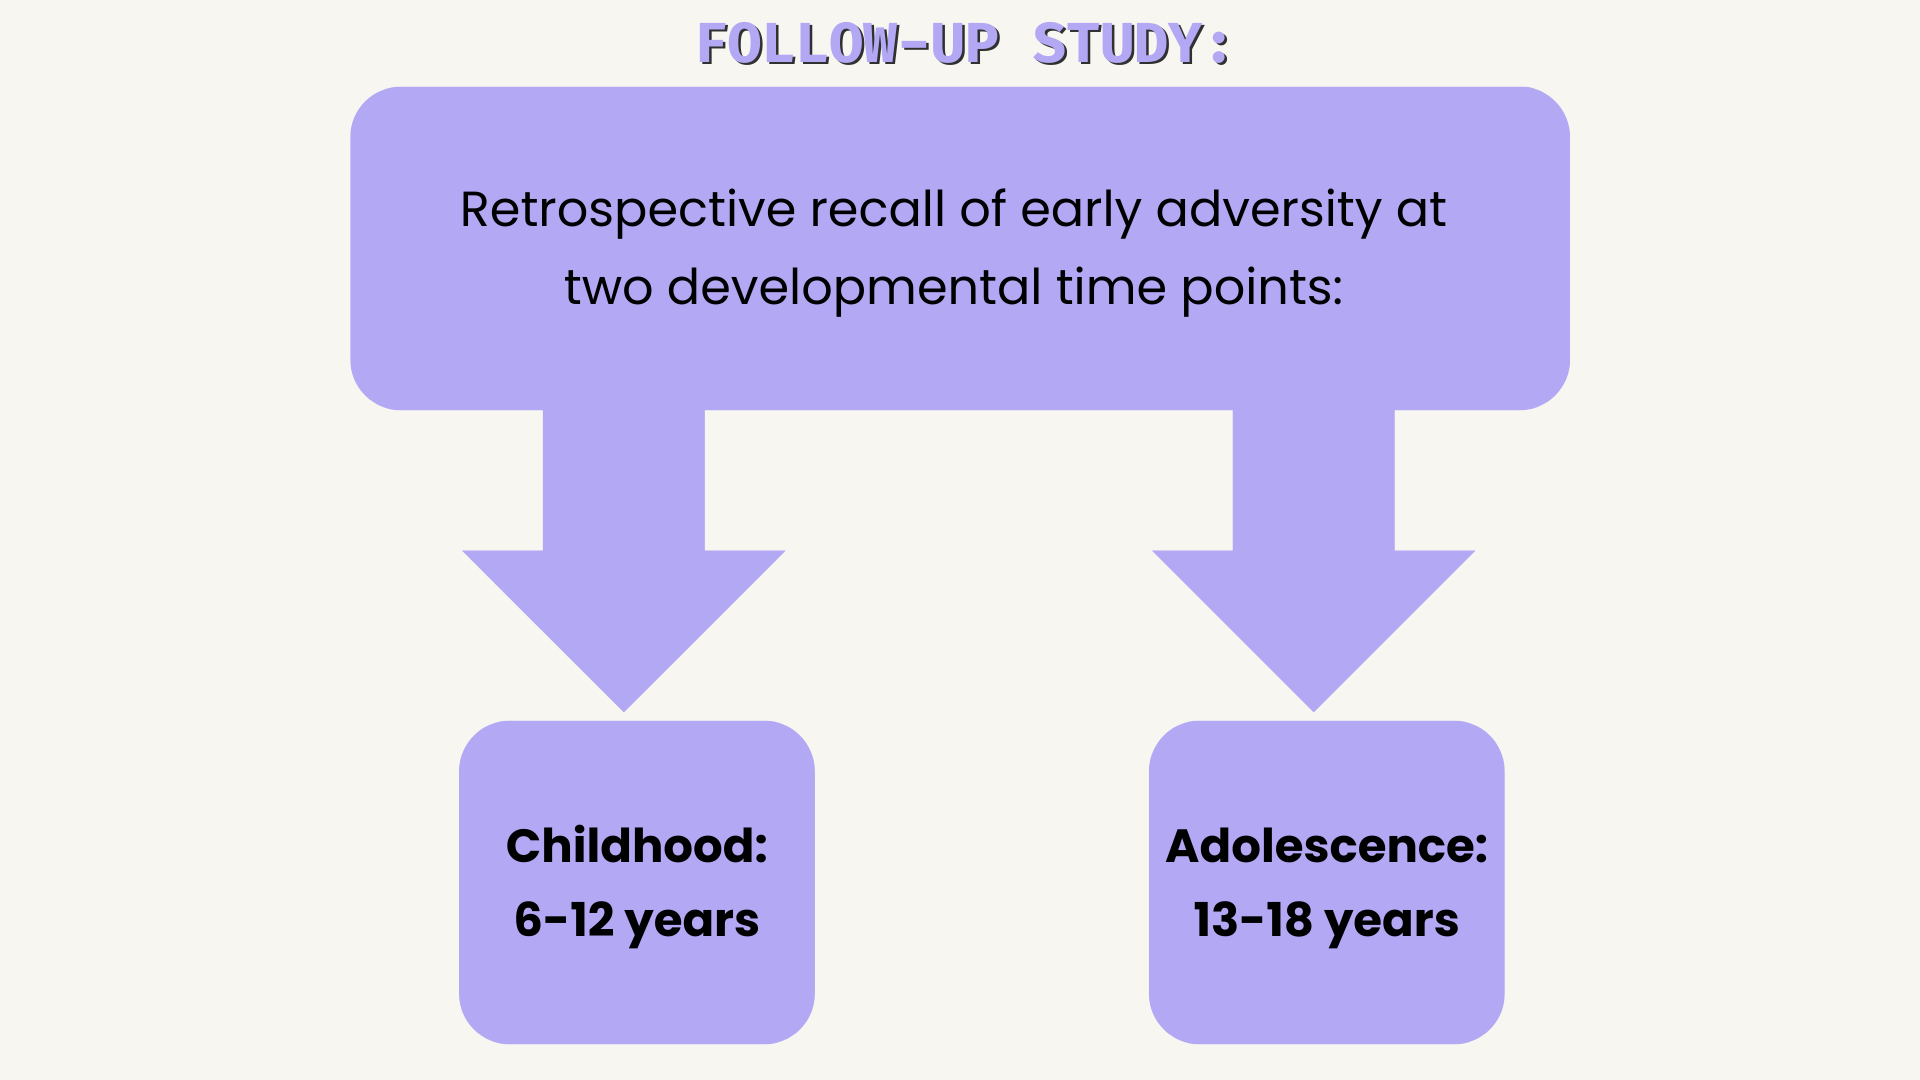 FOLLOW-UP STUDY:
Retrospective recall of early adversity at
two developmental time points:
Childhood:
6-12 years
Adolescence:
13-18 years